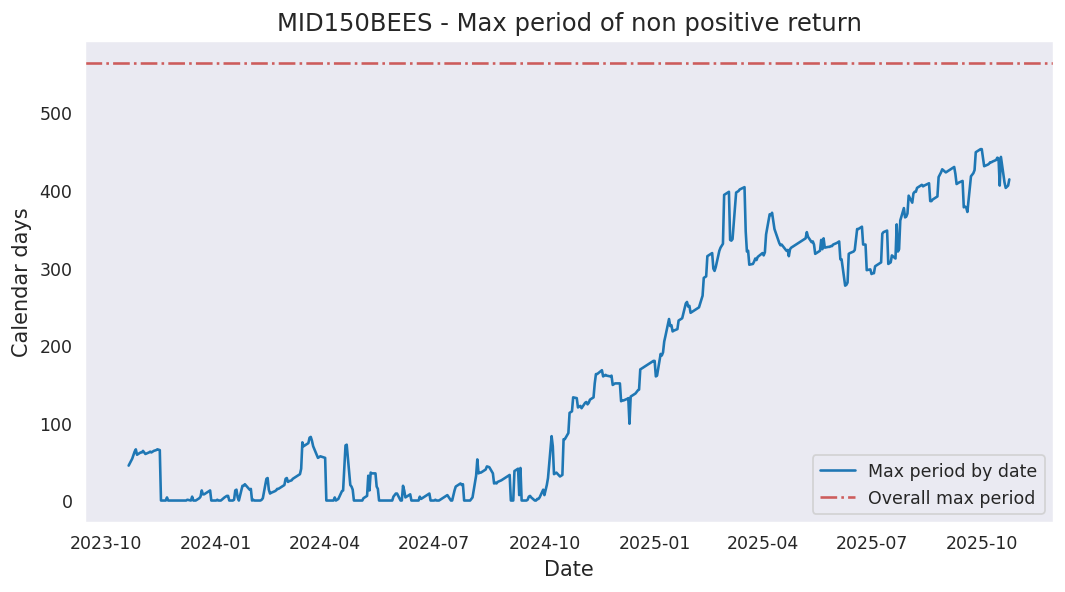 MID150BEES - Max period of non positive return
Calendar days
500
400
300
200
100
0
Max period by date
Overall max period
2023-10 2024-01 2024-04 2024-07 2024-10 2025-01 2025-04 2025-07 2025-10
Date